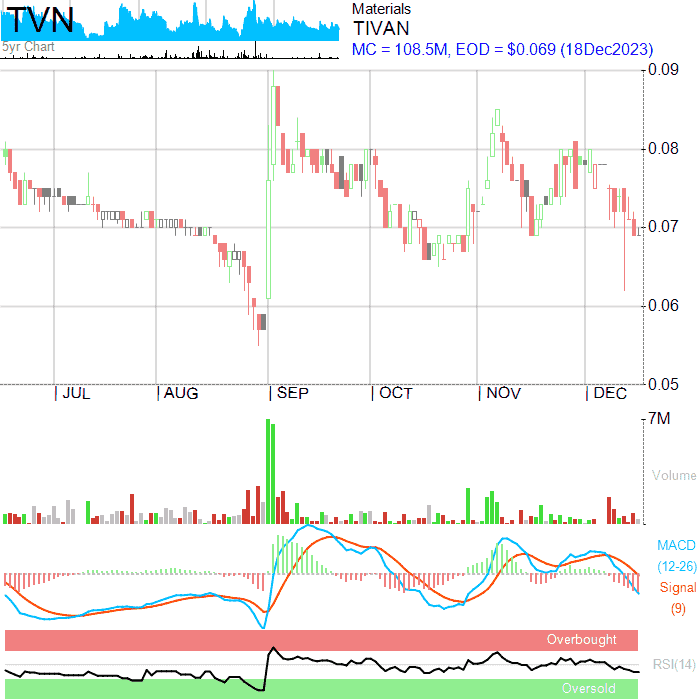 TVN
5yr Chart
Materials
TIVAN
MC = 108.5M, EOD = $0.069 (18Dec2023)
0.09
0.08
0.07
0.06
0.05
JUL AUG SEP OCT NOV DEC
7M
Volume
MACD
(12-26)
Signal
(9)
Overbought
RSI(14)
Oversold